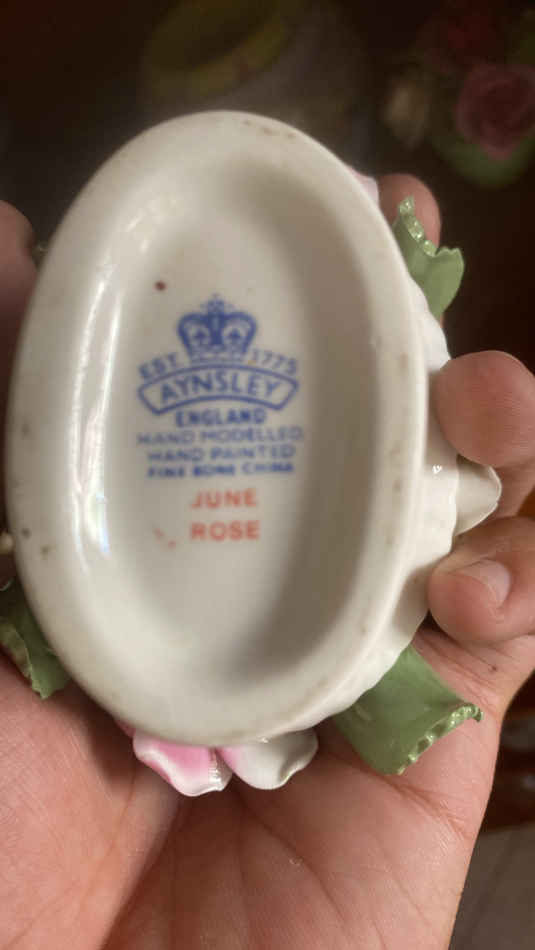 EST. 1775
AYNSLEY
ENGLAND
HAND MODELLED
HAND PAINTED
FINE BONE CHINA
JUNE
ROSE